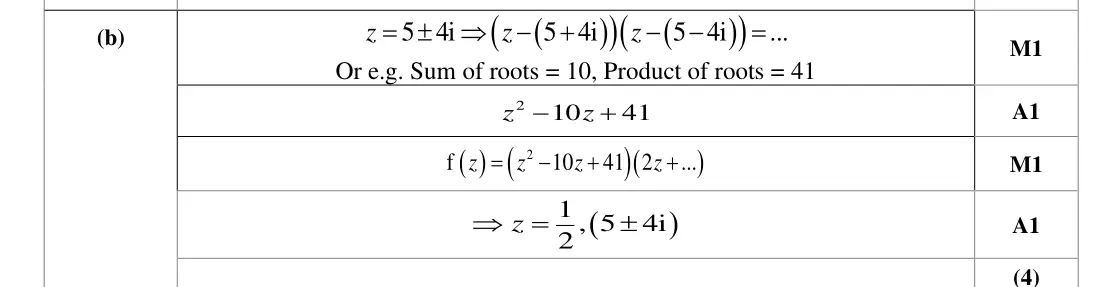 (b) z = 5 ± 4i ⇒ (z − (5 + 4i))(z − (5 − 4i)) = ... M1
Or e.g. Sum of roots = 10, Product of roots = 41
z² − 10z + 41 A1
f(z) = (z² − 10z + 41)(2z + ...) M1
⇒ z = 1/2, (5 ± 4i) A1
(4)